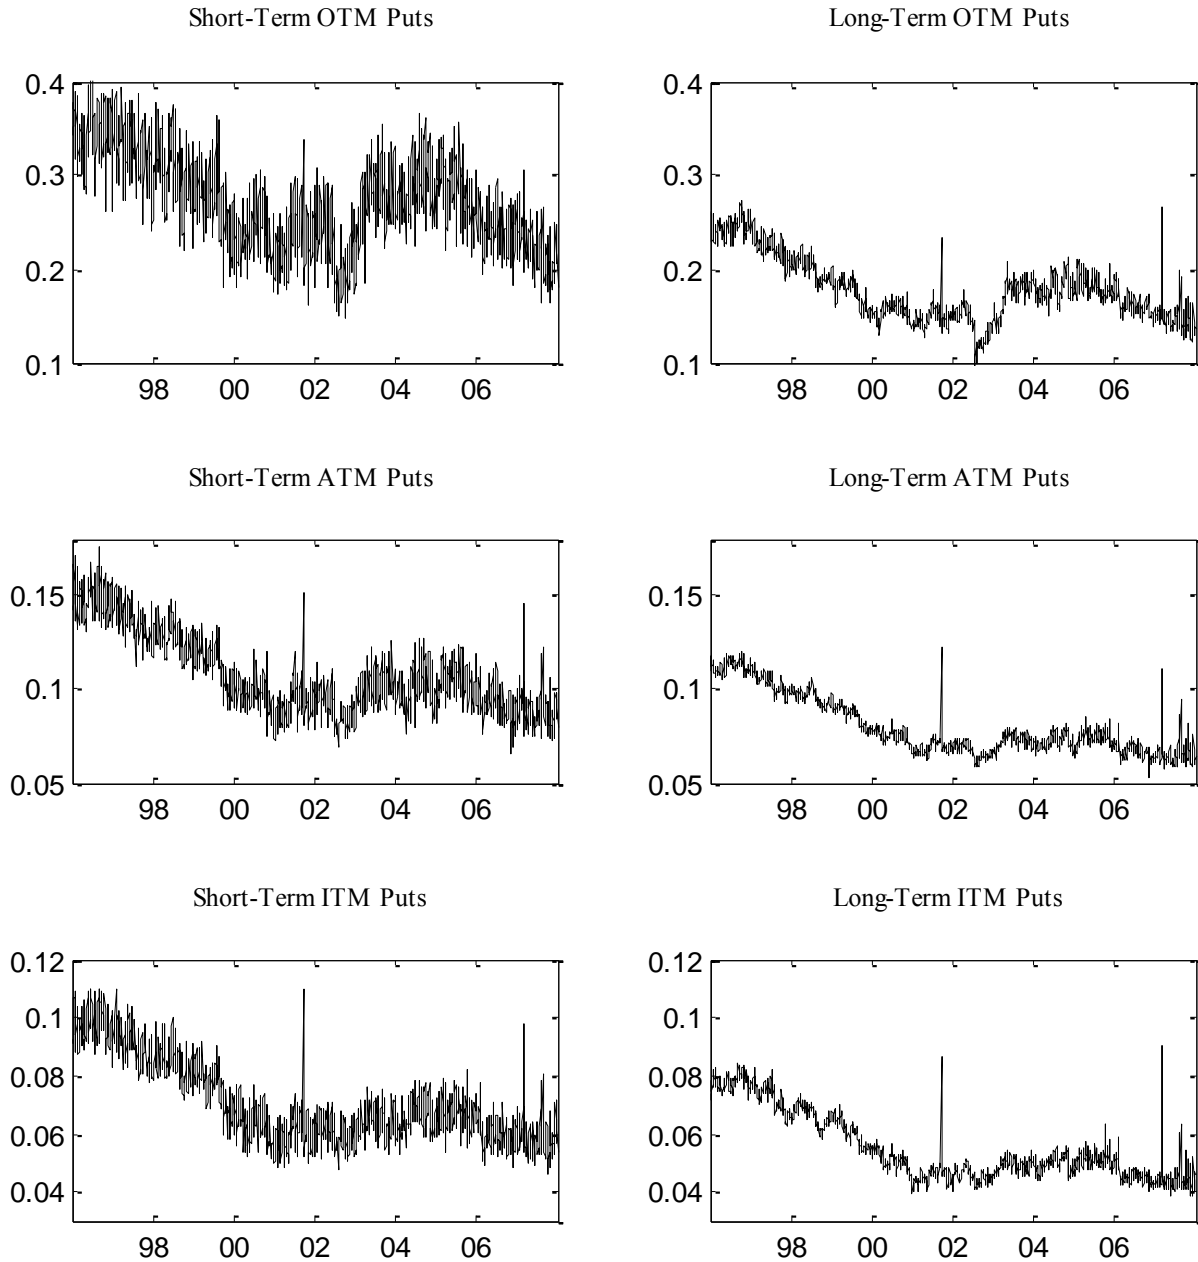 Short-Term OTM Puts
0.4
0.3
0.2
0.1
98 00 02 04 06
Long-Term OTM Puts
0.4
0.3
0.2
0.1
98 00 02 04 06
Short-Term ATM Puts
0.15
0.1
0.05
98 00 02 04 06
Long-Term ATM Puts
0.15
0.1
0.05
98 00 02 04 06
Short-Term ITM Puts
0.12
0.1
0.08
0.06
0.04
98 00 02 04 06
Long-Term ITM Puts
0.12
0.1
0.08
0.06
0.04
98 00 02 04 06